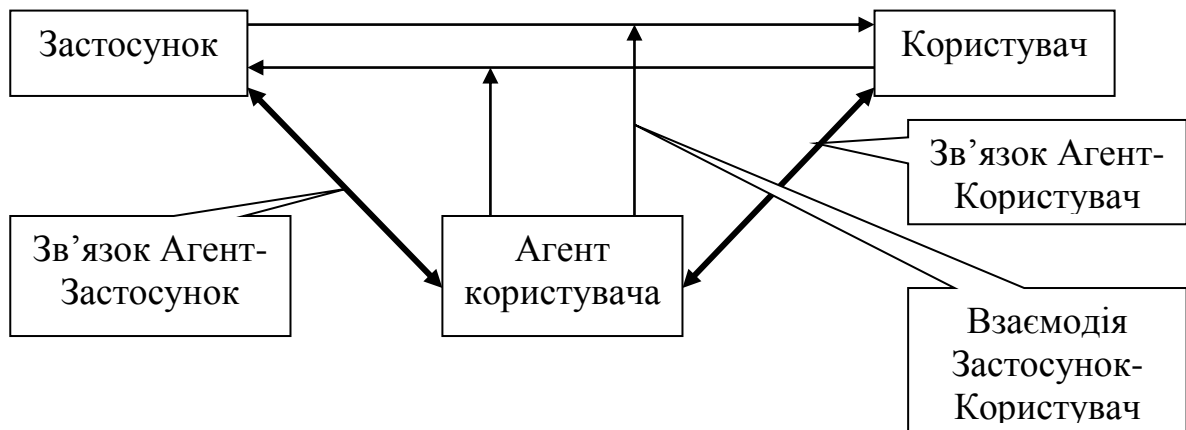 Застосунок
Користувач
Зв’язок Агент-
Користувач
Зв’язок Агент-
Застосунок
Агент
користувача
Взаємодія
Застосунок-
Користувач